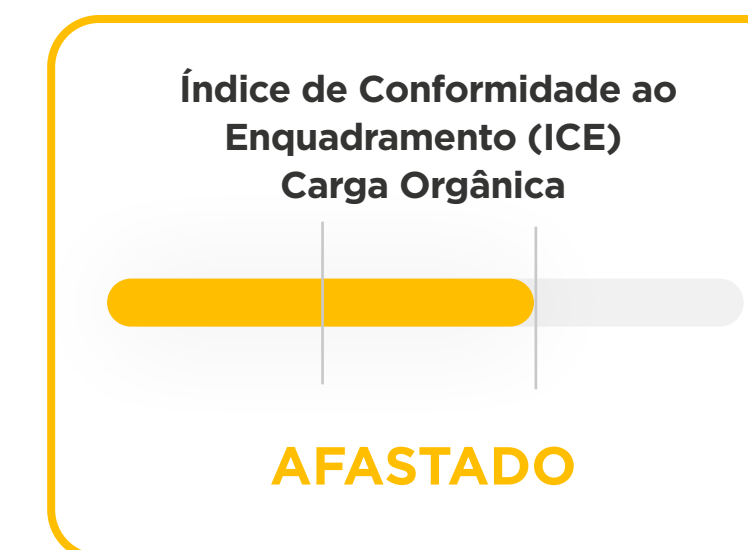 Índice de Conformidade ao
Enquadramento (ICE)
Carga Orgânica
AFASTADO